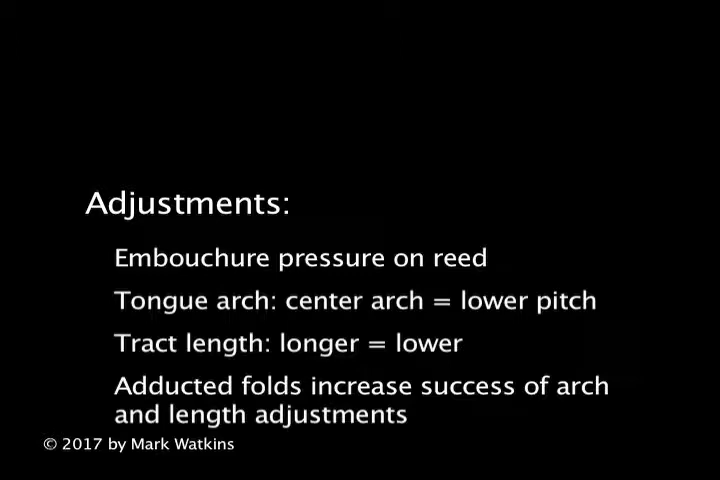 Adjustments:
Embouchure pressure on reed
Tongue arch: center arch = lower pitch
Tract length: longer = lower
Adducted folds increase success of arch
and length adjustments
© 2017 by Mark Watkins